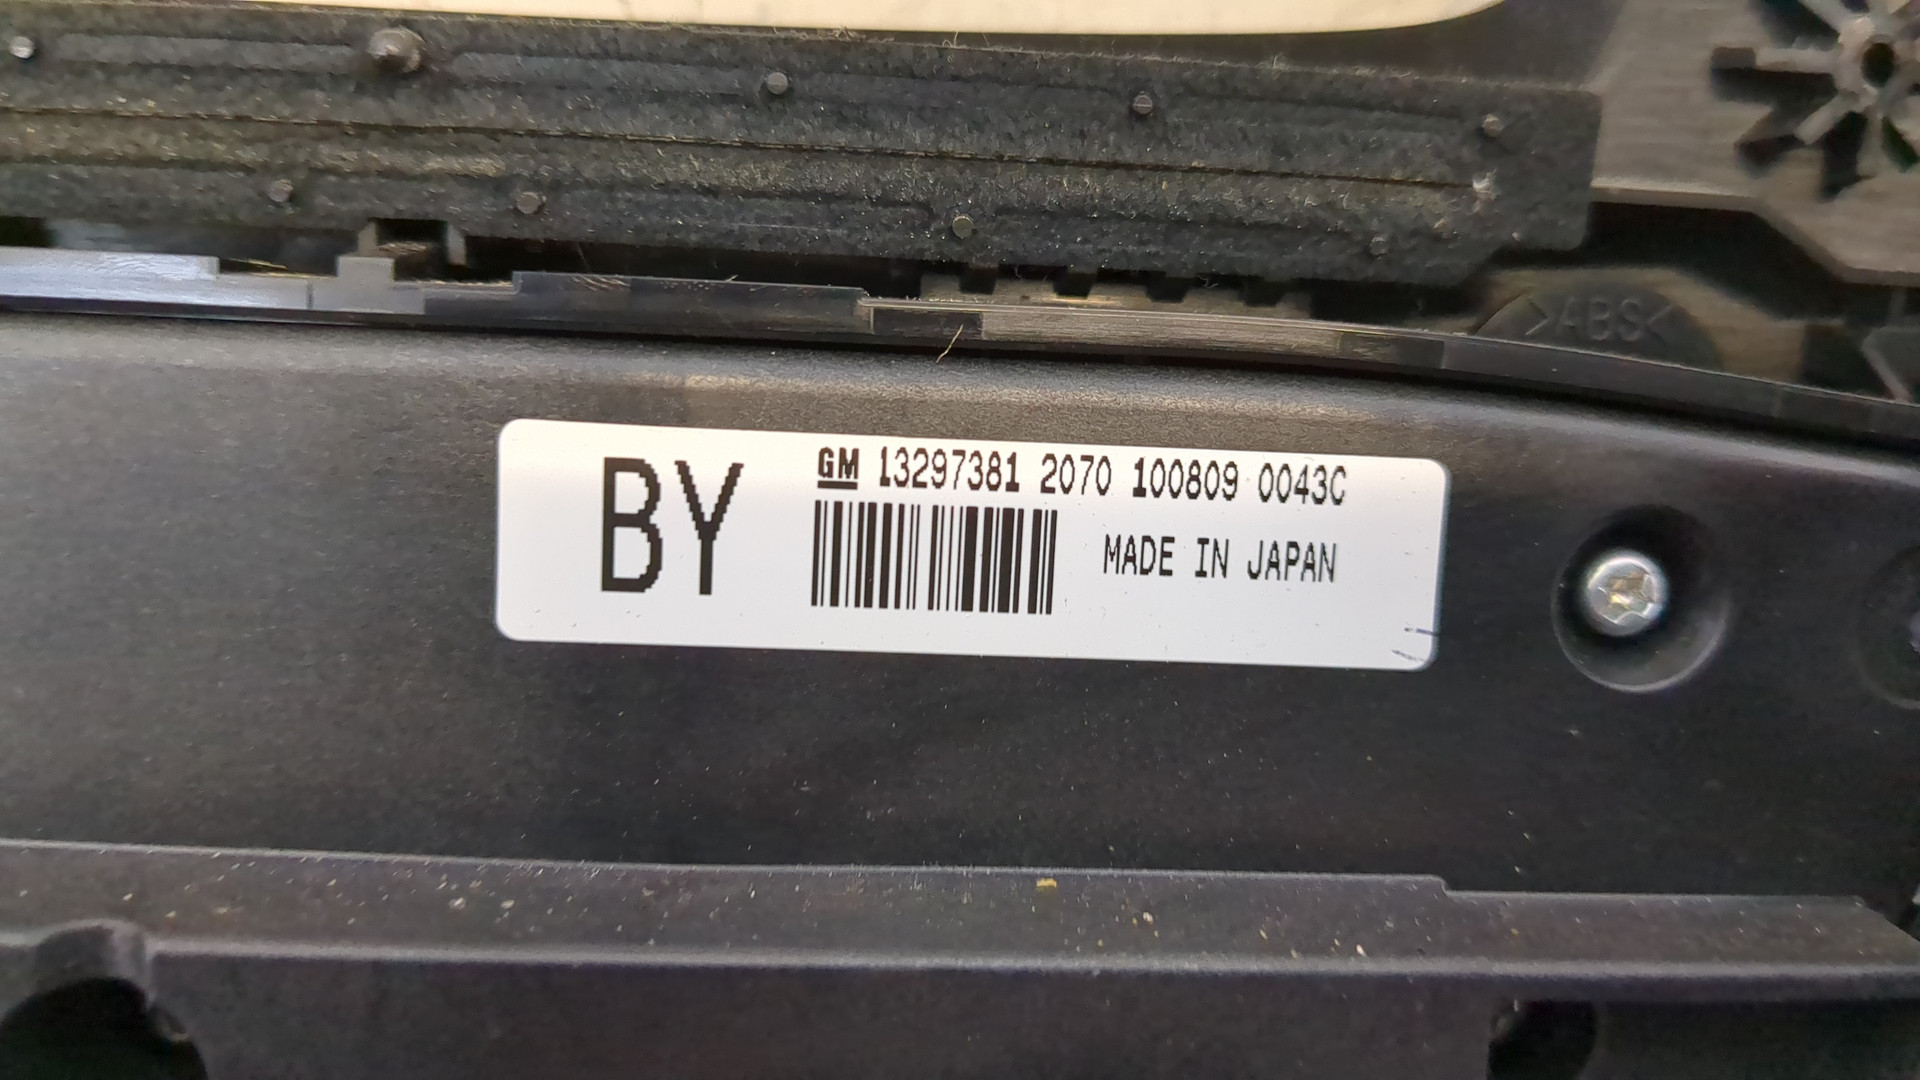 >ABS<
BY
GM 13297381 2070 100809 0043C
MADE IN JAPAN